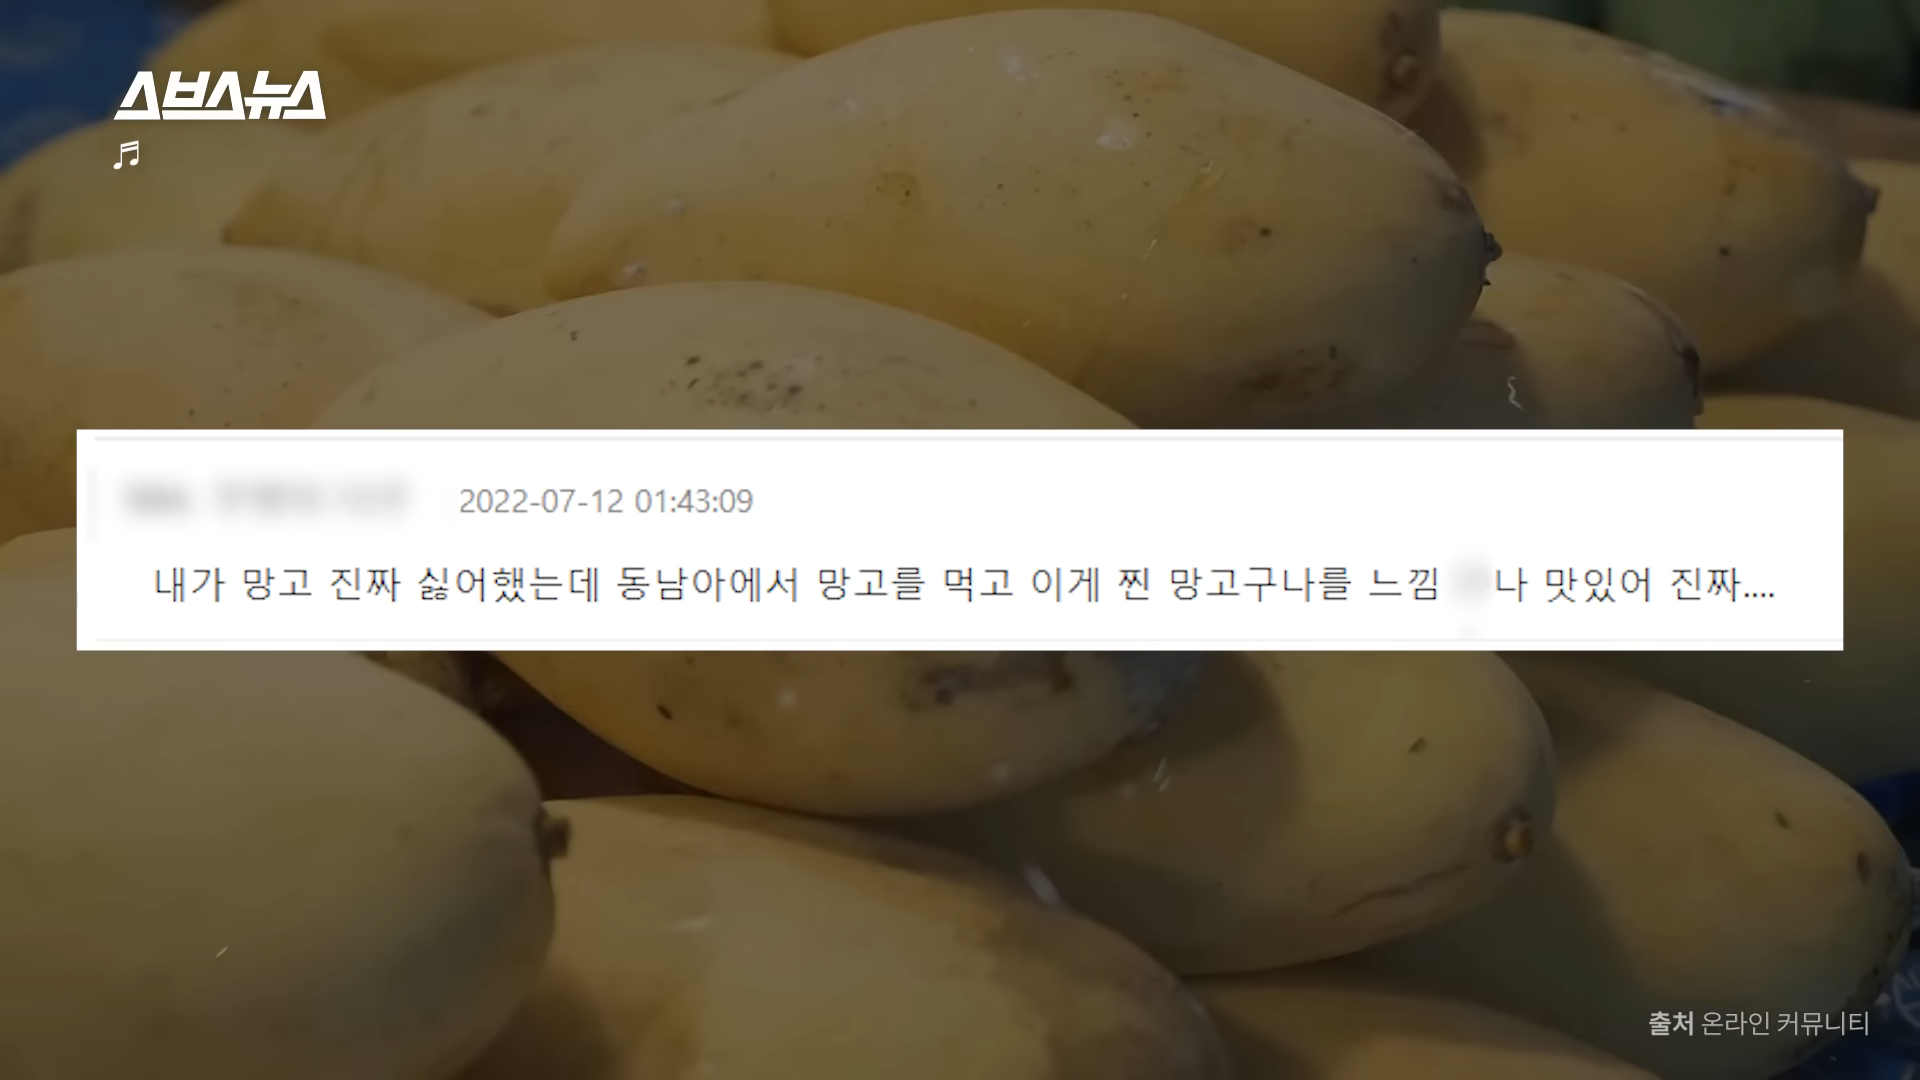 스브스뉴스
2022-07-12 01:43:09
내가 망고 진짜 싫어했는데 동남아에서 망고를 먹고 이게 찐 망고구나를 느낌 나 맛있어 진짜....
출처 온라인 커뮤니티